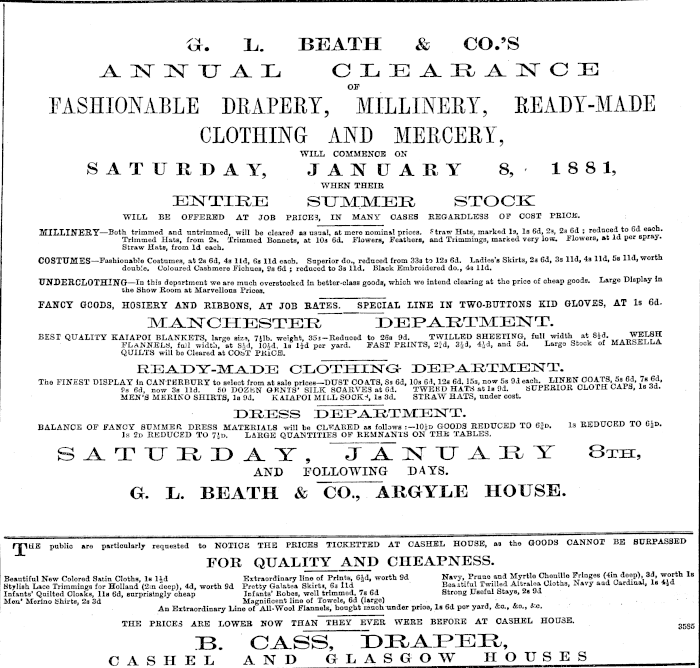 G. L. BEATH & CO.'S
ANNUAL CLEARANCE
OF
FASHIONABLE DRAPERY, MILLINERY, READY-MADE
CLOTHING AND MERCERY,
WILL COMMENCE ON
SATURDAY, JANUARY 8, 1881,
WHEN THEIR
ENTIRE SUMMER STOCK
WILL BE OFFERED AT JOB PRICES, IN MANY CASES REGARDLESS OF COST PRICE.
MILLINERY—Both trimmed and untrimmed, will be cleared as usual, at mere nominal prices. Straw Hats, marked 1s, 1s 6d, 2s, 2s 6d; reduced to 6d each.
Trimmed Hats, from 2s. Trimmed Bonnets, at 10s 6d. Flowers, Feathers, and Trimmings, marked very low. Flowers, at 1d per spray.
Straw Hats, from 1d each.
COSTUMES—Fashionable Costumes, at 2s 6d, 4s 11d, 6s 11d each. Superior do., reduced from 33s to 12s 6d. Ladies's Skirts, 2s 6d, 3s 11d, 4s 11d, 5s 11d, worth
double. Coloured Cashmere Fichus, 2s 6d; reduced to 3s 11d. Black Embroidered do., 4s 11d.
UNDERCLOTHING—In this department we are much overstocked in better-class goods, which we intend clearing at the price of cheap goods. Large Display in
the Show Room at Marvellous Prices.
FANCY GOODS, HOSIERY AND RIBBONS, AT JOB RATES. SPECIAL LINE IN TWO-BUTTONS KID GLOVES, AT 1s 6d.
MANCHESTER DEPARTMENT.
BEST QUALITY KAIAPOI BLANKETS, large size, 7½lb. weight, 35s—Reduced to 26s 9d. TWILLED SHEETING, full width at 8½d. WELSH
FLANNELS, full width, at 8½d, 10½d, 1s 1½d per yard. FAST PRINTS, 2½d, 3½d, 4½d, and 5d. Large Stock of MARSELLA
QUILTS will be Cleared at COST PRICE.
READY-MADE CLOTHING DEPARTMENT.
The FINEST DISPLAY in CANTERBURY to select from at sale prices—DUST COATS, 8s 6d, 10s 6d, 12s 6d, 15s, now 5s 9d each. LINEN COATS, 5s 6d, 7s 6d,
9s 6d, now 3s 11d. 50 DOZEN GENTS' SILK SCARVES at 6d. TWEED HATS at 1s 9d. SUPERIOR CLOTH CAPS, 1s 3d.
MEN'S MERINO SHIRTS, 1s 9d. KAIAPOI MILL SOCKS, 1s 3d. STRAW HATS, under cost.
DRESS DEPARTMENT.
BALANCE OF FANCY SUMMER DRESS MATERIALS will be CLEARED as follows:—10½D GOODS REDUCED TO 6¾D. 1s REDUCED TO 6½D.
1s 2D REDUCED TO 7½D. LARGE QUANTITIES OF REMNANTS ON THE TABLES.
SATURDAY, JANUARY 8TH,
AND FOLLOWING DAYS.
G. L. BEATH & CO., ARGYLE HOUSE.
THE public are particularly requested to NOTICE THE PRICES TICKETTED AT CASHEL HOUSE, as the GOODS CANNOT BE SURPASSED
FOR QUALITY AND CHEAPNESS.
Beautiful New Colored Satin Cloths, 1s 1½d
Stylish Lace Trimmings for Holland (2in deep), 4d, worth 9d
Infants' Quilted Cloaks, 11s 6d, surprisingly cheap
Men' Merino Shirts, 2s 3d
Extraordinary line of Prints, 6½d, worth 9d
Pretty Galatea Skirts, 6s 11d
Infants' Robes, well trimmed, 7s 6d
Magnificent line of Towels, 6d (large)
Navy, Prune and Myrtle Chenille Fringes (4in deep), 3d, worth 1s
Beautiful Twilled Altralea Cloths, Navy and Cardinal, 1s 4½d
Strong Useful Stays, 2s 9d
An Extraordinary Line of All-Wool Flannels, bought much under price, 1s 6d per yard, &c., &c., &c.
THE PRICES ARE LOWER NOW THAN THEY EVER WERE BEFORE AT CASHEL HOUSE.
3585
B. CASS, DRAPER,
CASHEL AND GLASGOW HOUSES